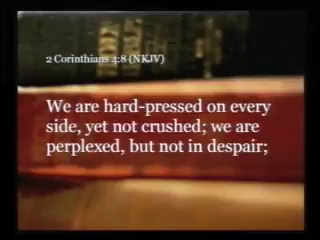 2 Corinthians 4:8 (NKJV)
We are hard-pressed on every
side, yet not crushed; we are
perplexed, but not in despair;